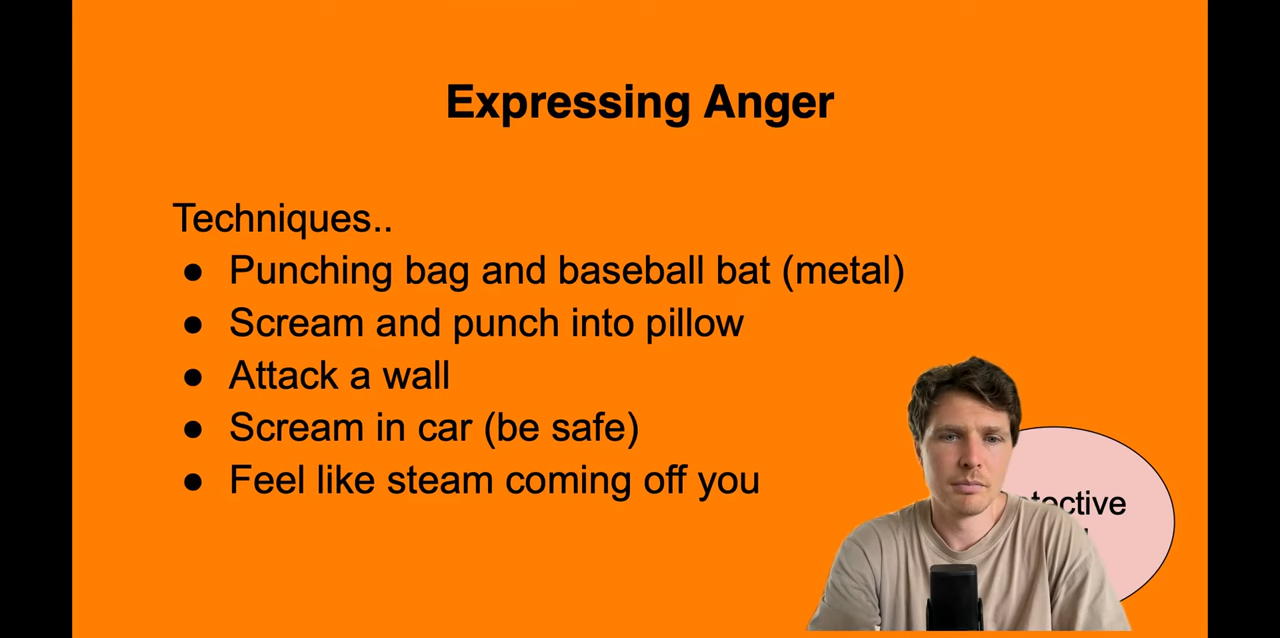 Expressing Anger
Techniques..
● Punching bag and baseball bat (metal)
● Scream and punch into pillow
● Attack a wall
● Scream in car (be safe)
● Feel like steam coming off you